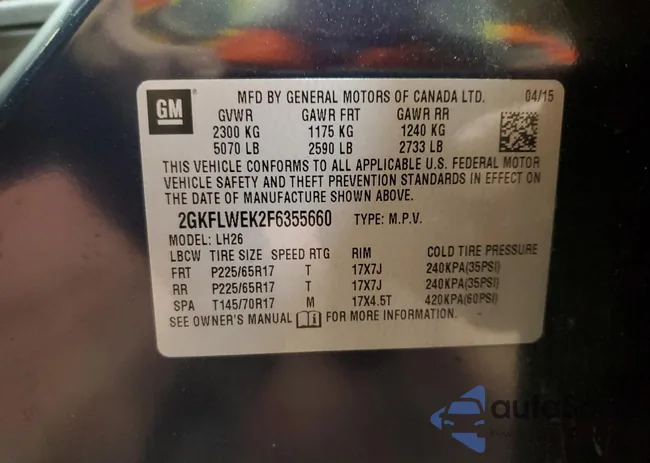 GM
MFD BY GENERAL MOTORS OF CANADA LTD. 04/15
GVWR GAWR FRT GAWR RR
2300 KG 1175 KG 1240 KG
5070 LB 2590 LB 2733 LB
THIS VEHICLE CONFORMS TO ALL APPLICABLE U.S. FEDERAL MOTOR
VEHICLE SAFETY AND THEFT PREVENTION STANDARDS IN EFFECT ON
THE DATE OF MANUFACTURE SHOWN ABOVE.
2GKFLWEK2F6355660 TYPE: M.P.V.
MODEL: LH26
LBCW TIRE SIZE SPEED RTG RIM COLD TIRE PRESSURE
FRT P225/65R17 T 17X7J 240KPA(35PSI)
RR P225/65R17 T 17X7J 240KPA(35PSI)
SPA T145/70R17 M 17X4.5T 420KPA(60PSI)
SEE OWNER'S MANUAL FOR MORE INFORMATION.